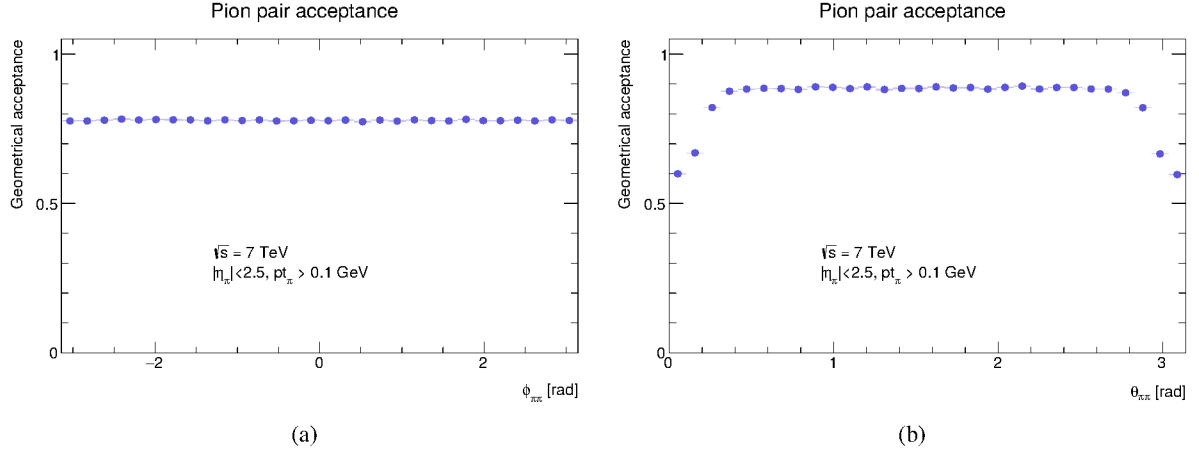 Pion pair acceptance
Geometrical acceptance
1
0.5
0
−2
0
2
√s = 7 TeV
|η_π|<2.5, pt_π > 0.1 GeV
ϕ_ππ [rad]
(a)
Pion pair acceptance
Geometrical acceptance
1
0.5
0
0
1
2
3
√s = 7 TeV
|η_π|<2.5, pt_π > 0.1 GeV
θ_ππ [rad]
(b)